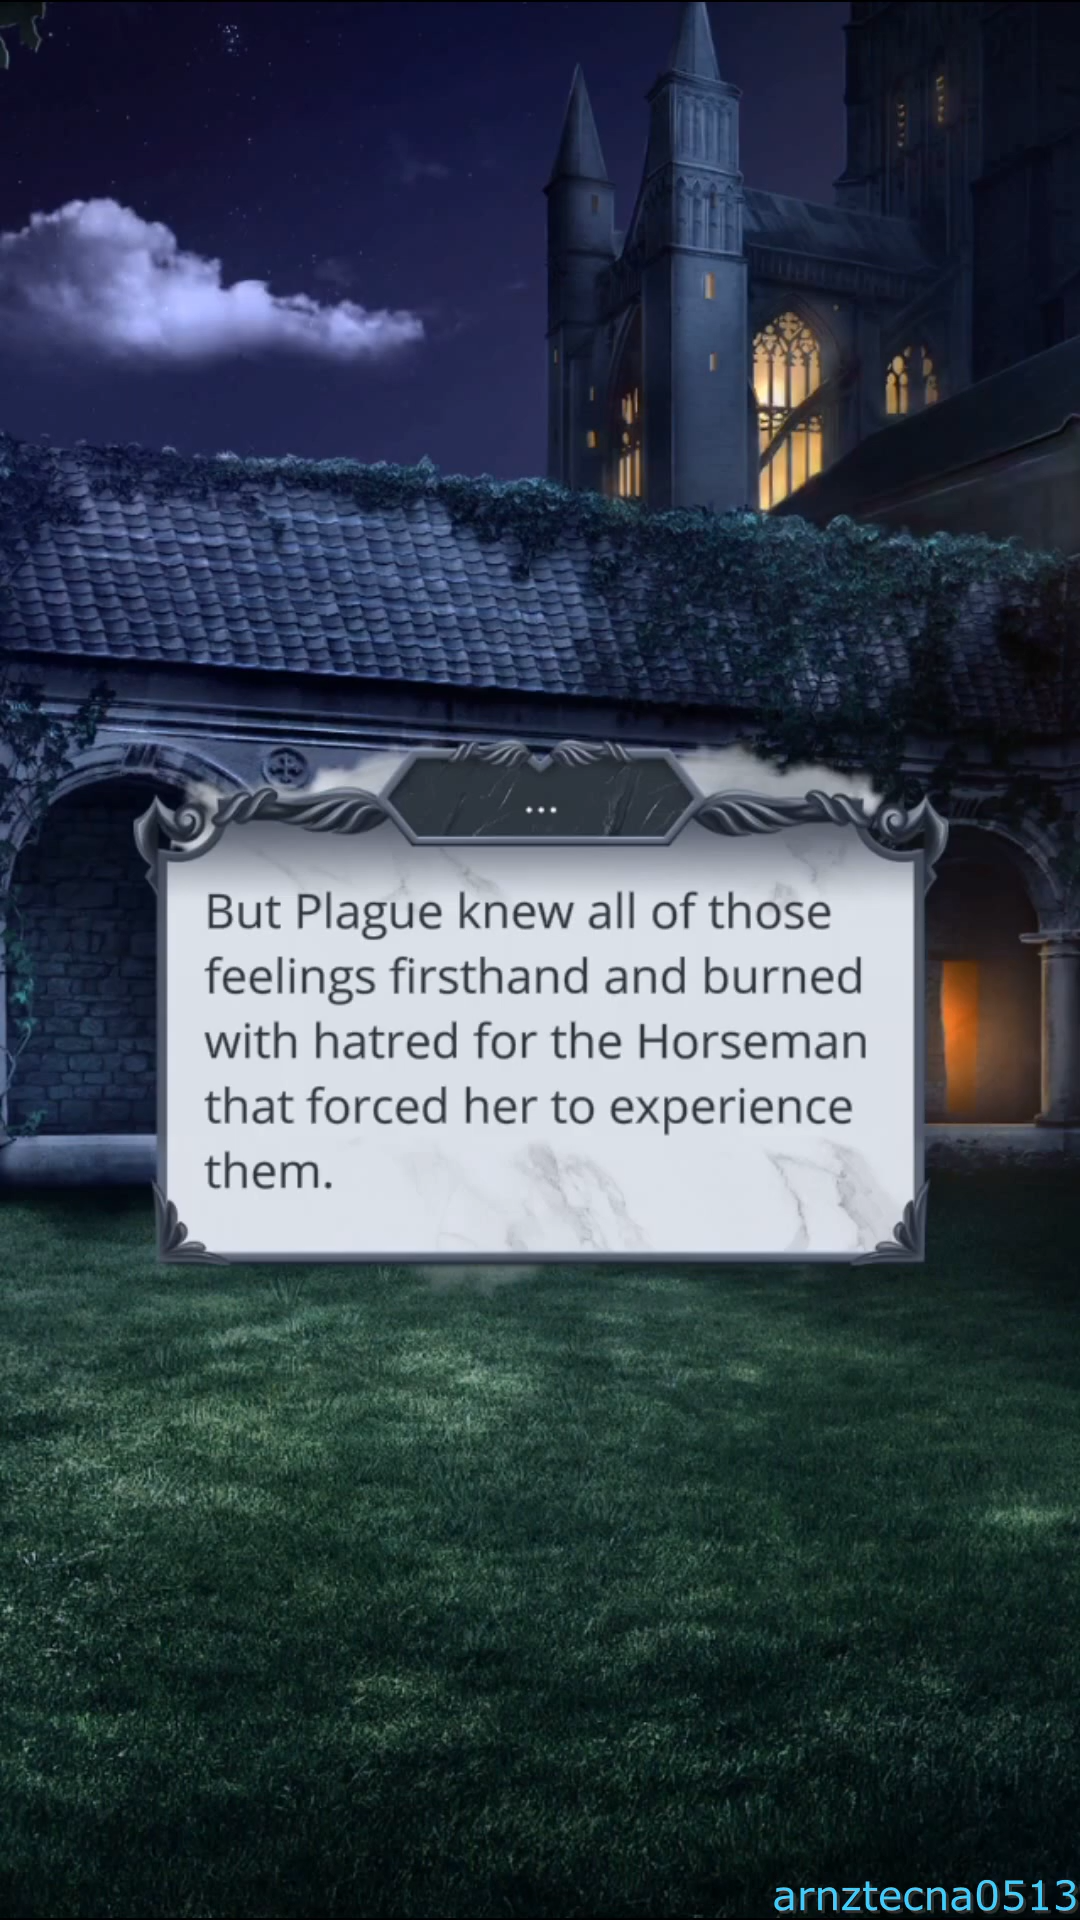 ...
But Plague knew all of those
feelings firsthand and burned
with hatred for the Horseman
that forced her to experience
them.
arnztecna0513